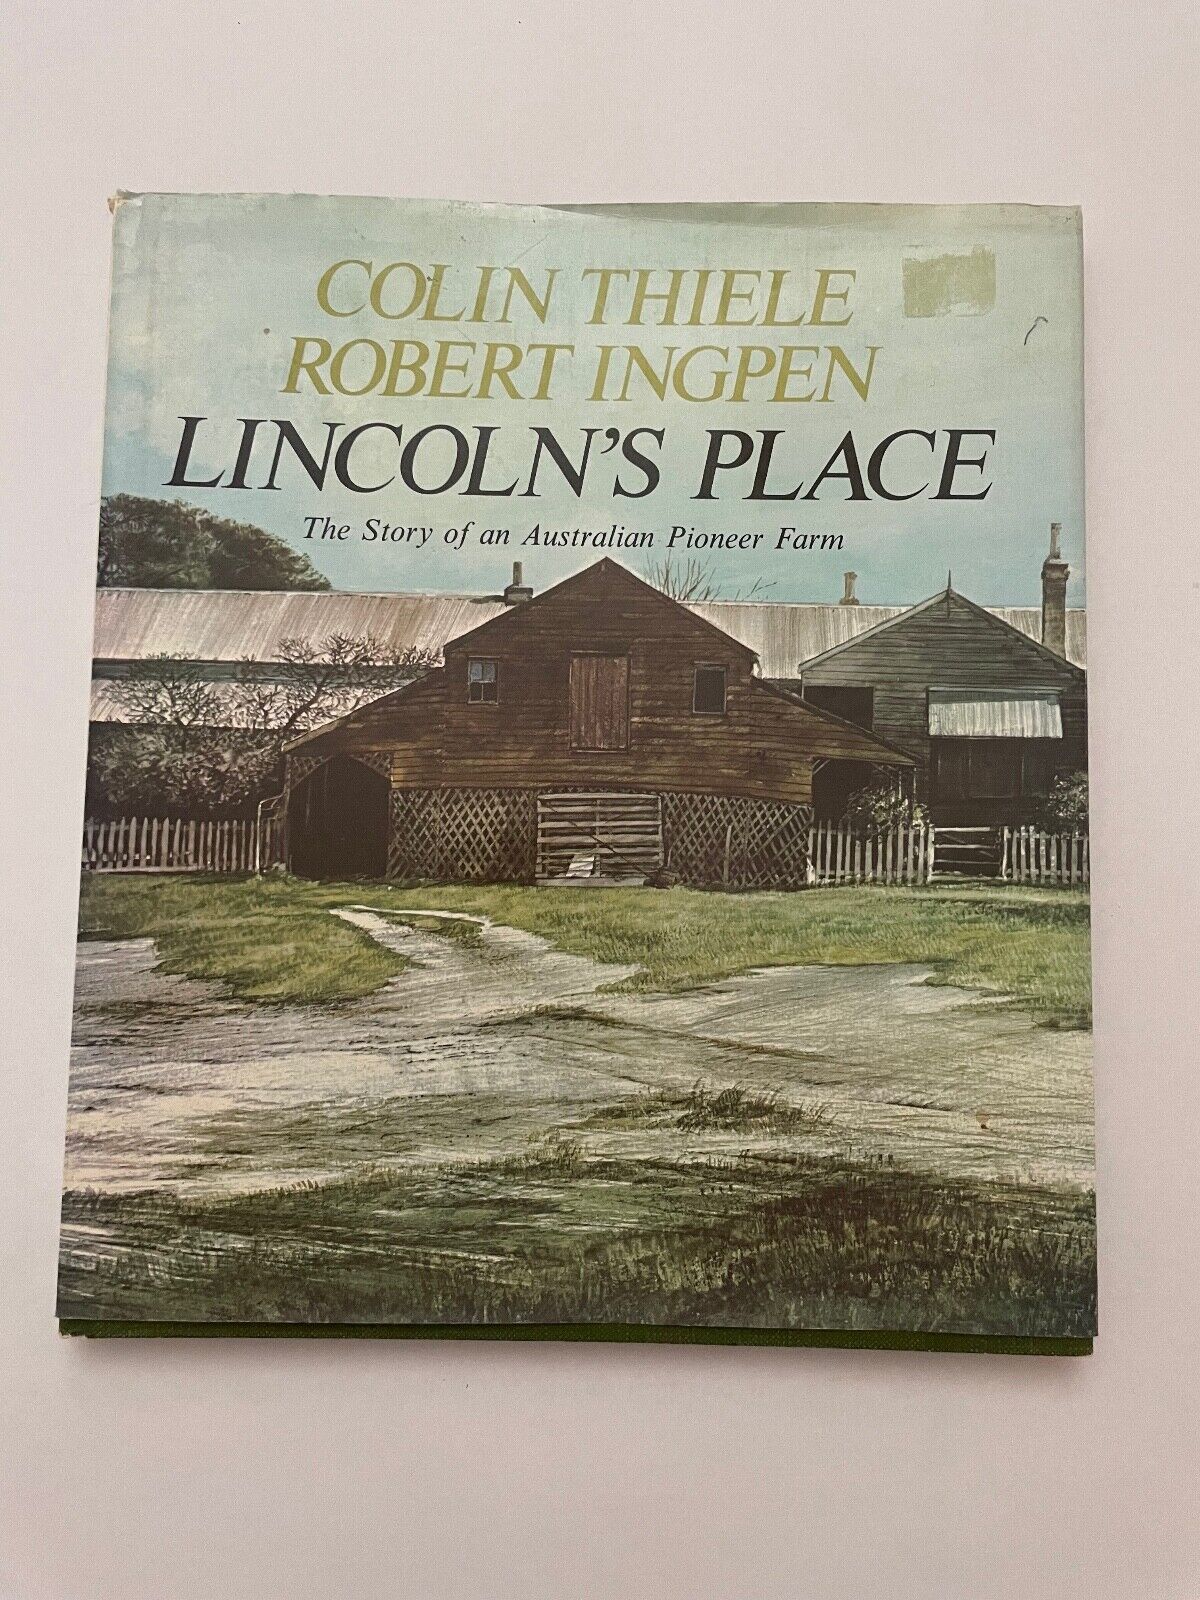 COLIN THIELE
ROBERT INGPEN
LINCOLN'S PLACE
The Story of an Australian Pioneer Farm